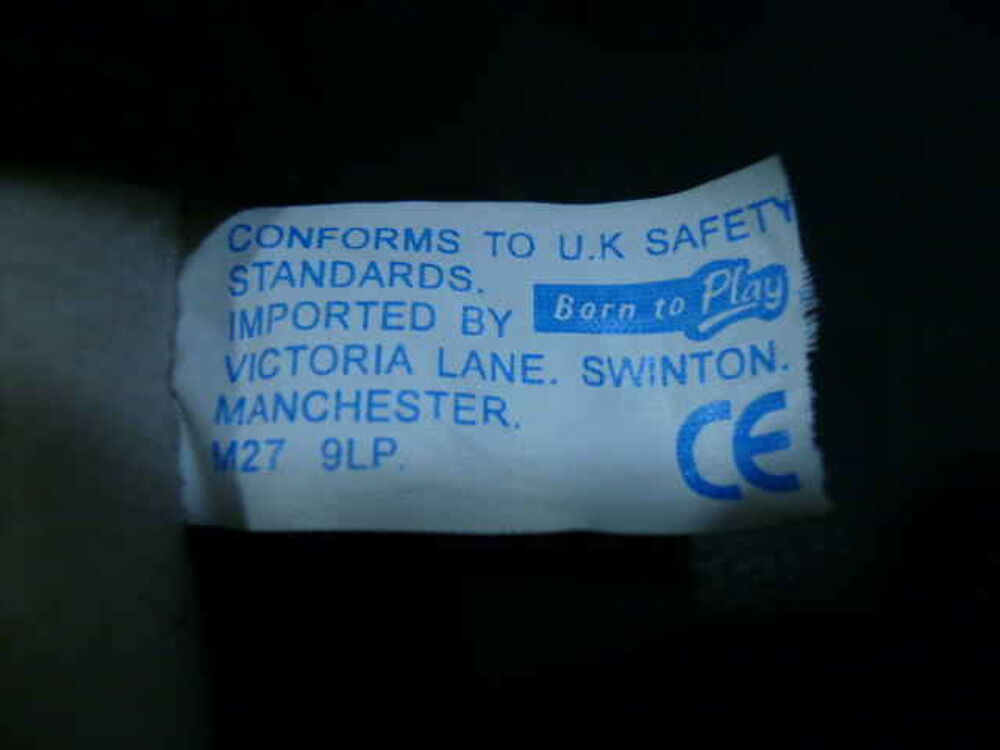 CONFORMS TO U.K SAFETY
STANDARDS.
IMPORTED BY Born to Play
VICTORIA LANE. SWINTON.
MANCHESTER.
M27 9LP.
CE